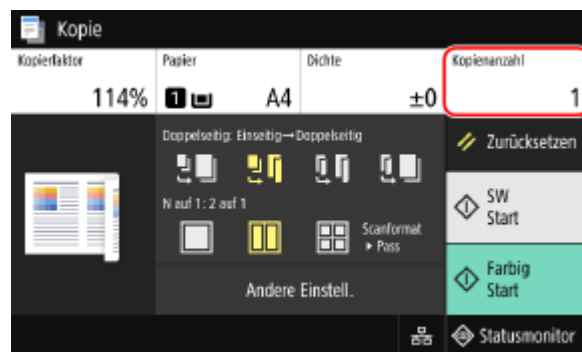 Kopie
Kopierfaktor Papier Dichte Kopienanzahl
114% 1 A4 ±0 1
Doppelseitig: Einseitig→Doppelseitig
Zurücksetzen
N auf 1: 2 auf 1
SW
Start
Scanformat
▸ Pass
Farbig
Start
Andere Einstell.
Statusmonitor